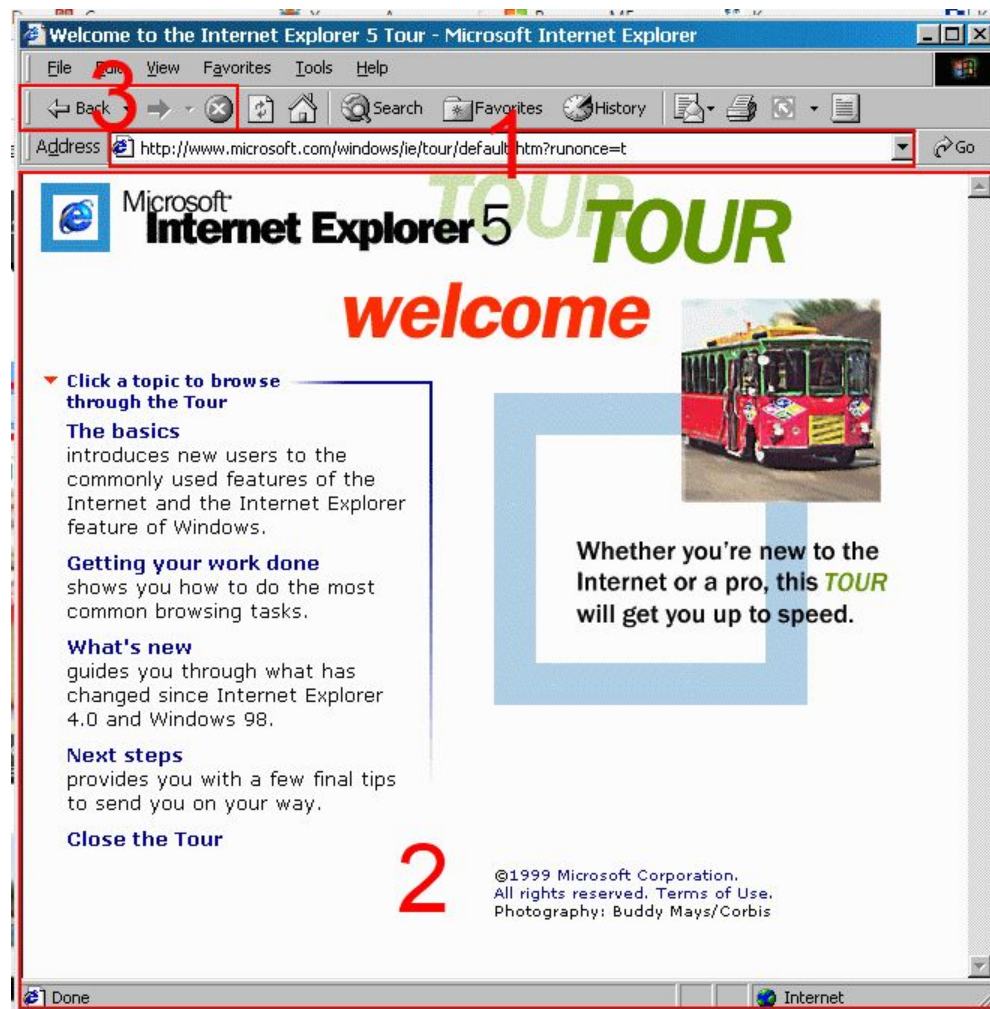 Welcome to the Internet Explorer 5 Tour - Microsoft Internet Explorer
File Edit View Favorites Tools Help
3
Back Search Favorites History
1
Address http://www.microsoft.com/windows/ie/tour/default.htm?runonce=t Go
Microsoft
Internet Explorer 5 TOUR TOUR
welcome
Click a topic to browse
through the Tour
The basics
introduces new users to the
commonly used features of the
Internet and the Internet Explorer
feature of Windows.
Getting your work done
shows you how to do the most
common browsing tasks.
What's new
guides you through what has
changed since Internet Explorer
4.0 and Windows 98.
Next steps
provides you with a few final tips
to send you on your way.
Close the Tour
Whether you're new to the
Internet or a pro, this TOUR
will get you up to speed.
2
©1999 Microsoft Corporation.
All rights reserved. Terms of Use.
Photography: Buddy Mays/Corbis
Done Internet